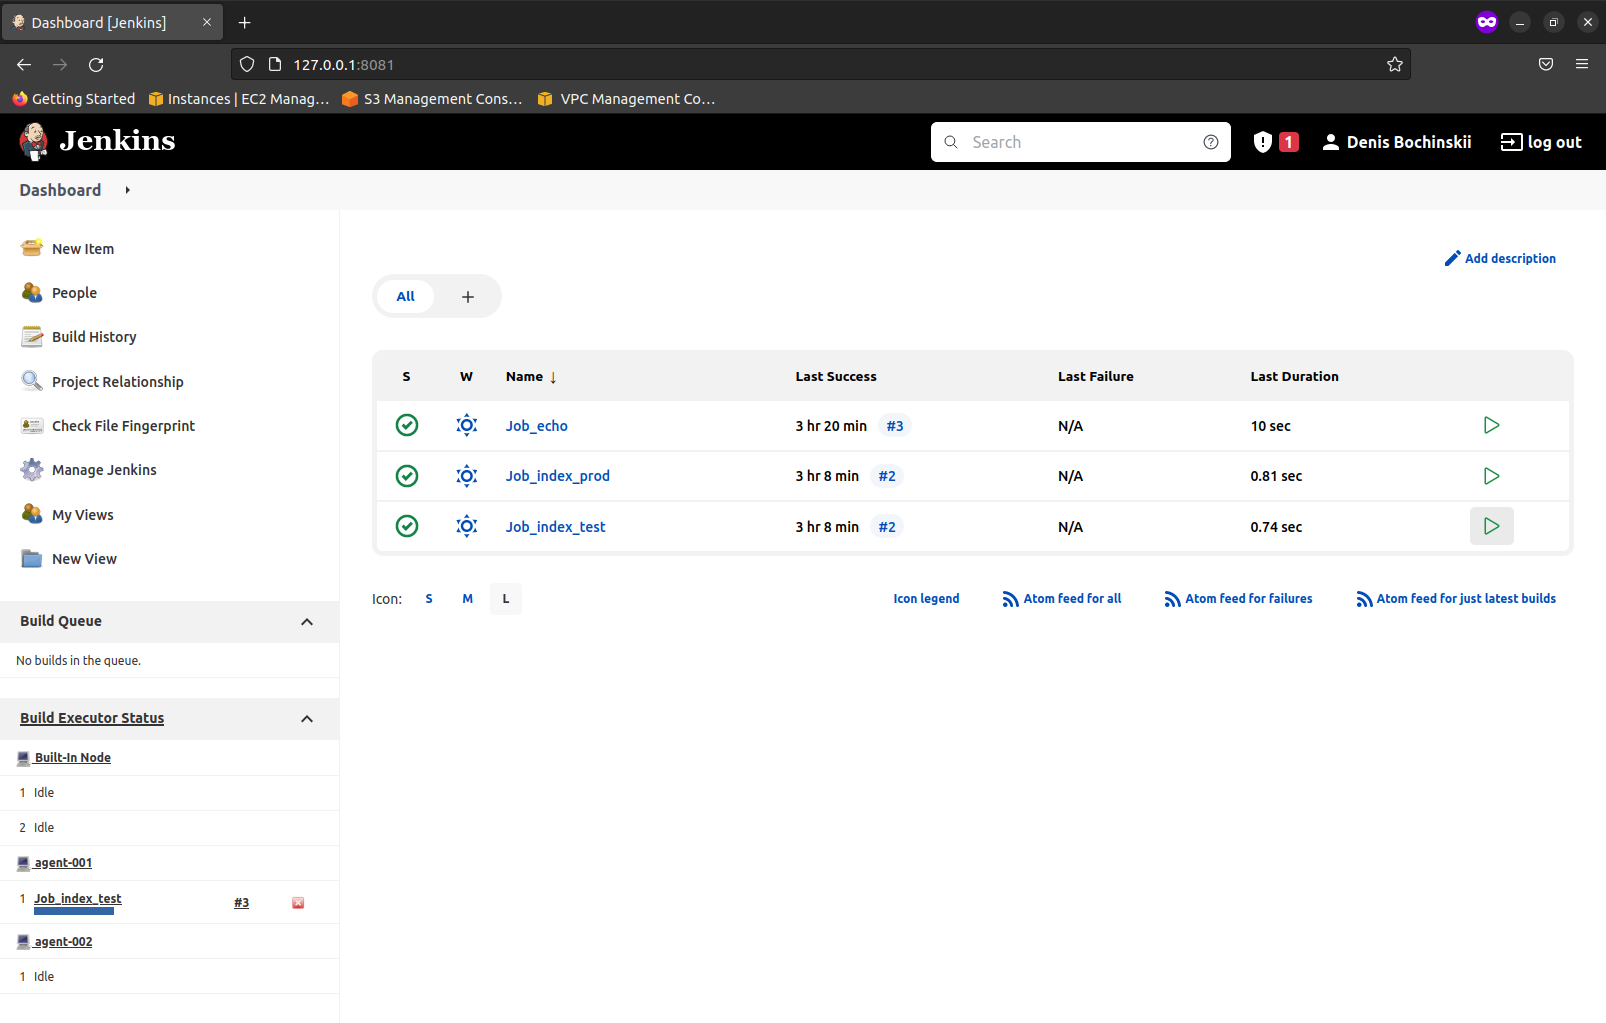 Dashboard [Jenkins]
127.0.0.1:8081
Getting Started
Instances | EC2 Manag...
S3 Management Cons...
VPC Management Co...
Jenkins
Search
1
Denis Bochinskii
log out
Dashboard
New Item
People
Build History
Project Relationship
Check File Fingerprint
Manage Jenkins
My Views
New View
Build Queue
No builds in the queue.
Build Executor Status
Built-In Node
1 Idle
2 Idle
agent-001
1 Job_index_test #3
agent-002
1 Idle
Add description
All +
S W Name ↓ Last Success Last Failure Last Duration
Job_echo 3 hr 20 min #3 N/A 10 sec
Job_index_prod 3 hr 8 min #2 N/A 0.81 sec
Job_index_test 3 hr 8 min #2 N/A 0.74 sec
Icon: S M L
Icon legend
Atom feed for all
Atom feed for failures
Atom feed for just latest builds